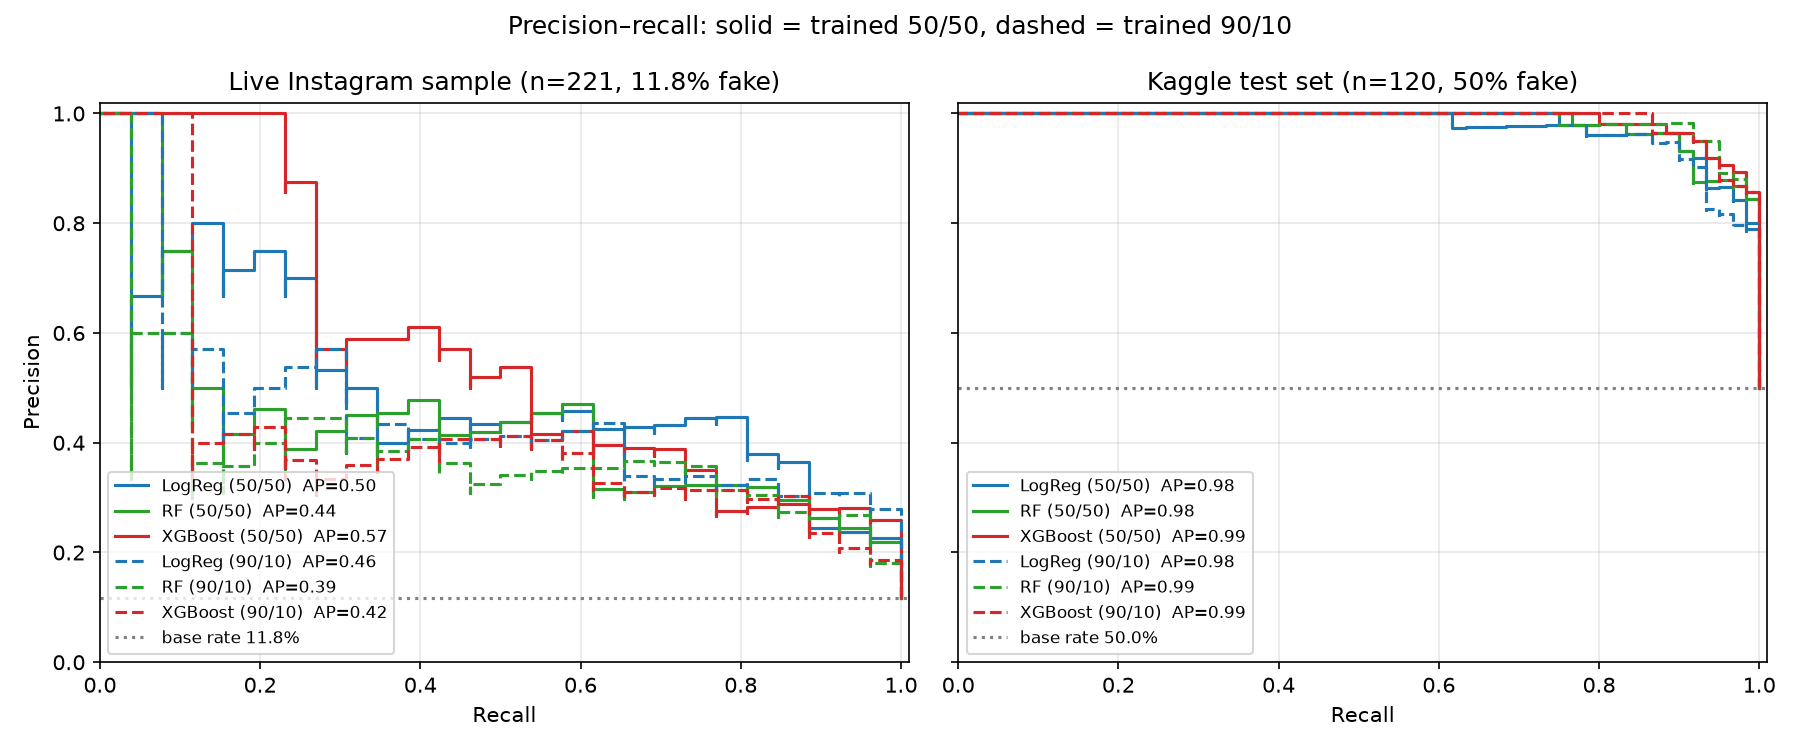 Precision–recall: solid = trained 50/50, dashed = trained 90/10
Live Instagram sample (n=221, 11.8% fake)
Precision
1.0
0.8
0.6
0.4
0.2
0.0
LogReg (50/50) AP=0.50
RF (50/50) AP=0.44
XGBoost (50/50) AP=0.57
LogReg (90/10) AP=0.46
RF (90/10) AP=0.39
XGBoost (90/10) AP=0.42
base rate 11.8%
0.0 0.2 0.4 0.6 0.8 1.0
Recall
Kaggle test set (n=120, 50% fake)
LogReg (50/50) AP=0.98
RF (50/50) AP=0.98
XGBoost (50/50) AP=0.99
LogReg (90/10) AP=0.98
RF (90/10) AP=0.99
XGBoost (90/10) AP=0.99
base rate 50.0%
0.0 0.2 0.4 0.6 0.8 1.0
Recall